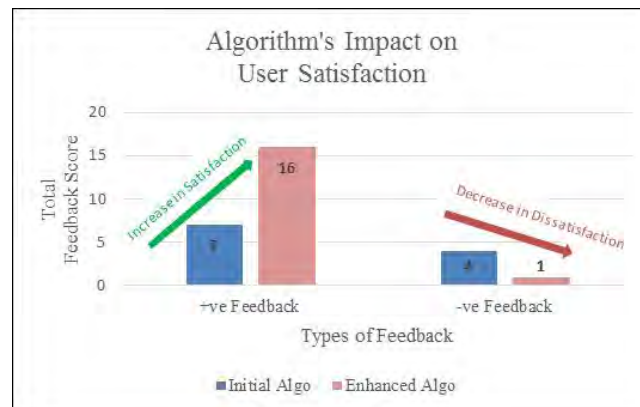 Algorithm's Impact on
User Satisfaction
Total
Feedback Score
20
15
10
5
0
Increase in Satisfaction
7
16
Decrease in Dissatisfaction
4
1
+ve Feedback
-ve Feedback
Types of Feedback
Initial Algo
Enhanced Algo